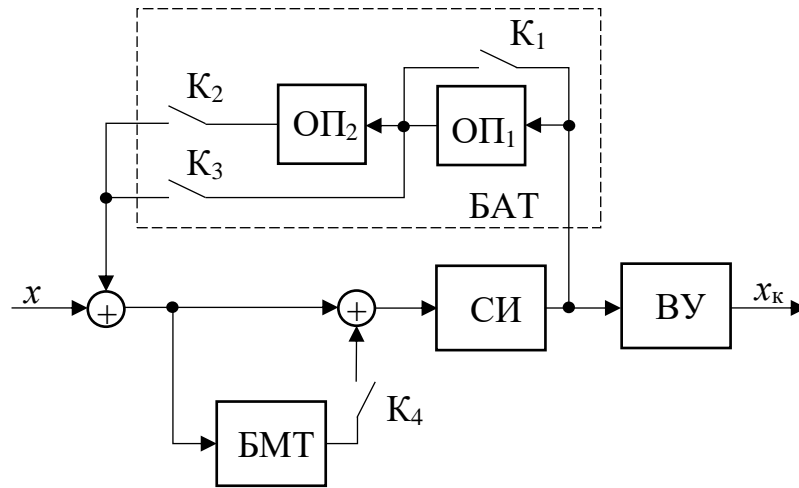 К₁
К₂
ОП₂
ОП₁
К₃
БАТ
x
+
+
СИ
ВУ
xк
К₄
БМТ